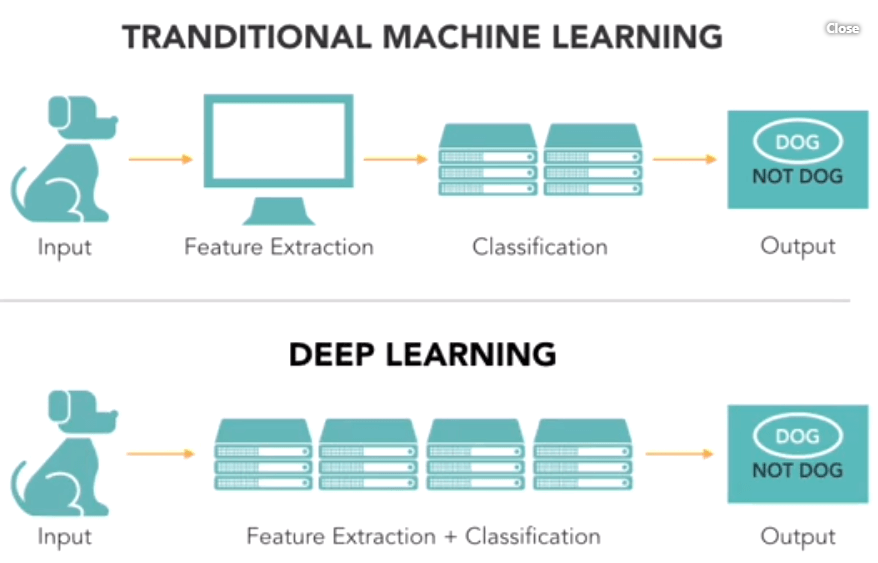 TRANDITIONAL MACHINE LEARNING
Close
DOG
NOT DOG
Input
Feature Extraction
Classification
Output
DEEP LEARNING
DOG
NOT DOG
Input
Feature Extraction + Classification
Output